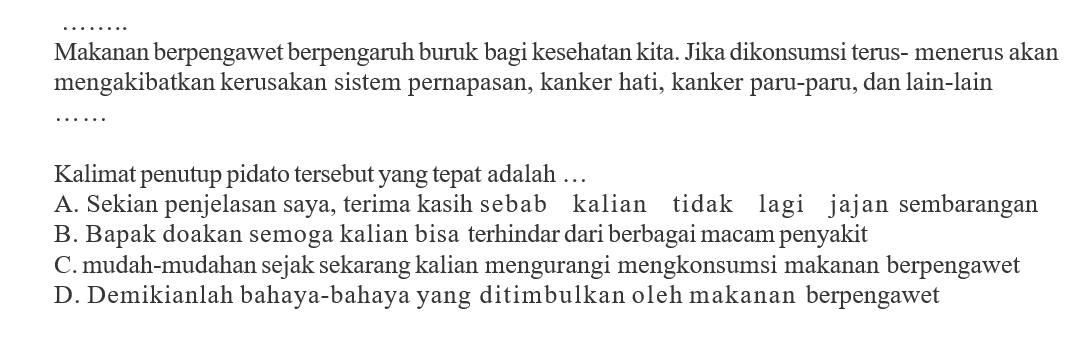 ………
Makanan berpengawet berpengaruh buruk bagi kesehatan kita. Jika dikonsumsi terus- menerus akan
mengakibatkan kerusakan sistem pernapasan, kanker hati, kanker paru-paru, dan lain-lain
……
Kalimat penutup pidato tersebut yang tepat adalah …
A. Sekian penjelasan saya, terima kasih sebab kalian tidak lagi jajan sembarangan
B. Bapak doakan semoga kalian bisa terhindar dari berbagai macam penyakit
C. mudah-mudahan sejak sekarang kalian mengurangi mengkonsumsi makanan berpengawet
D. Demikianlah bahaya-bahaya yang ditimbulkan oleh makanan berpengawet